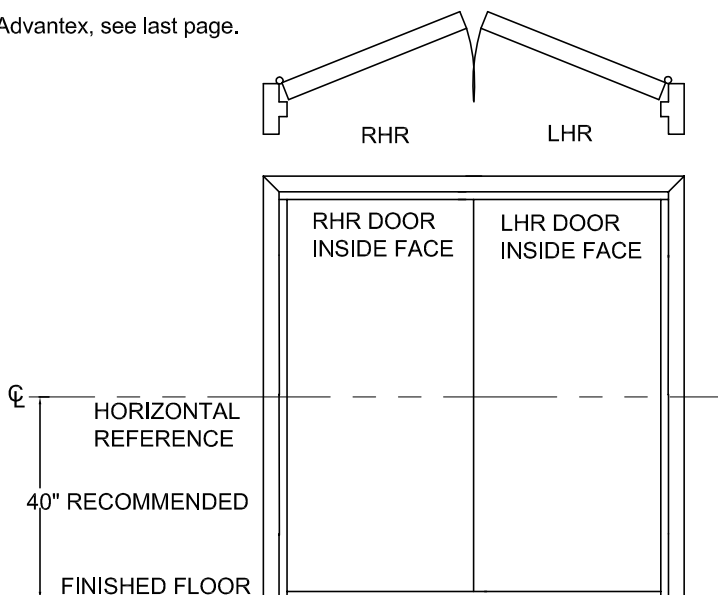 Advantex, see last page.
RHR LHR
RHR DOOR
INSIDE FACE
LHR DOOR
INSIDE FACE
℄
HORIZONTAL
REFERENCE
40" RECOMMENDED
FINISHED FLOOR